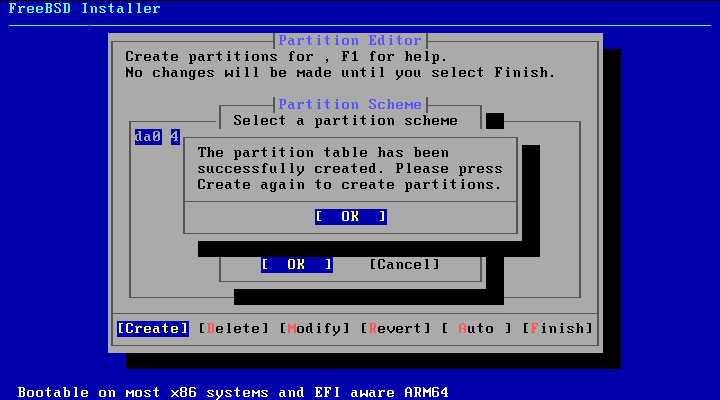 FreeBSD Installer
Partition Editor
Create partitions for , F1 for help.
No changes will be made until you select Finish.
Partition Scheme
Select a partition scheme
da0 4
The partition table has been
successfully created. Please press
Create again to create partitions.
[ OK ]
[ OK ] [Cancel]
[Create] [Delete] [Modify] [Revert] [ Auto ] [Finish]
Bootable on most x86 systems and EFI aware ARM64